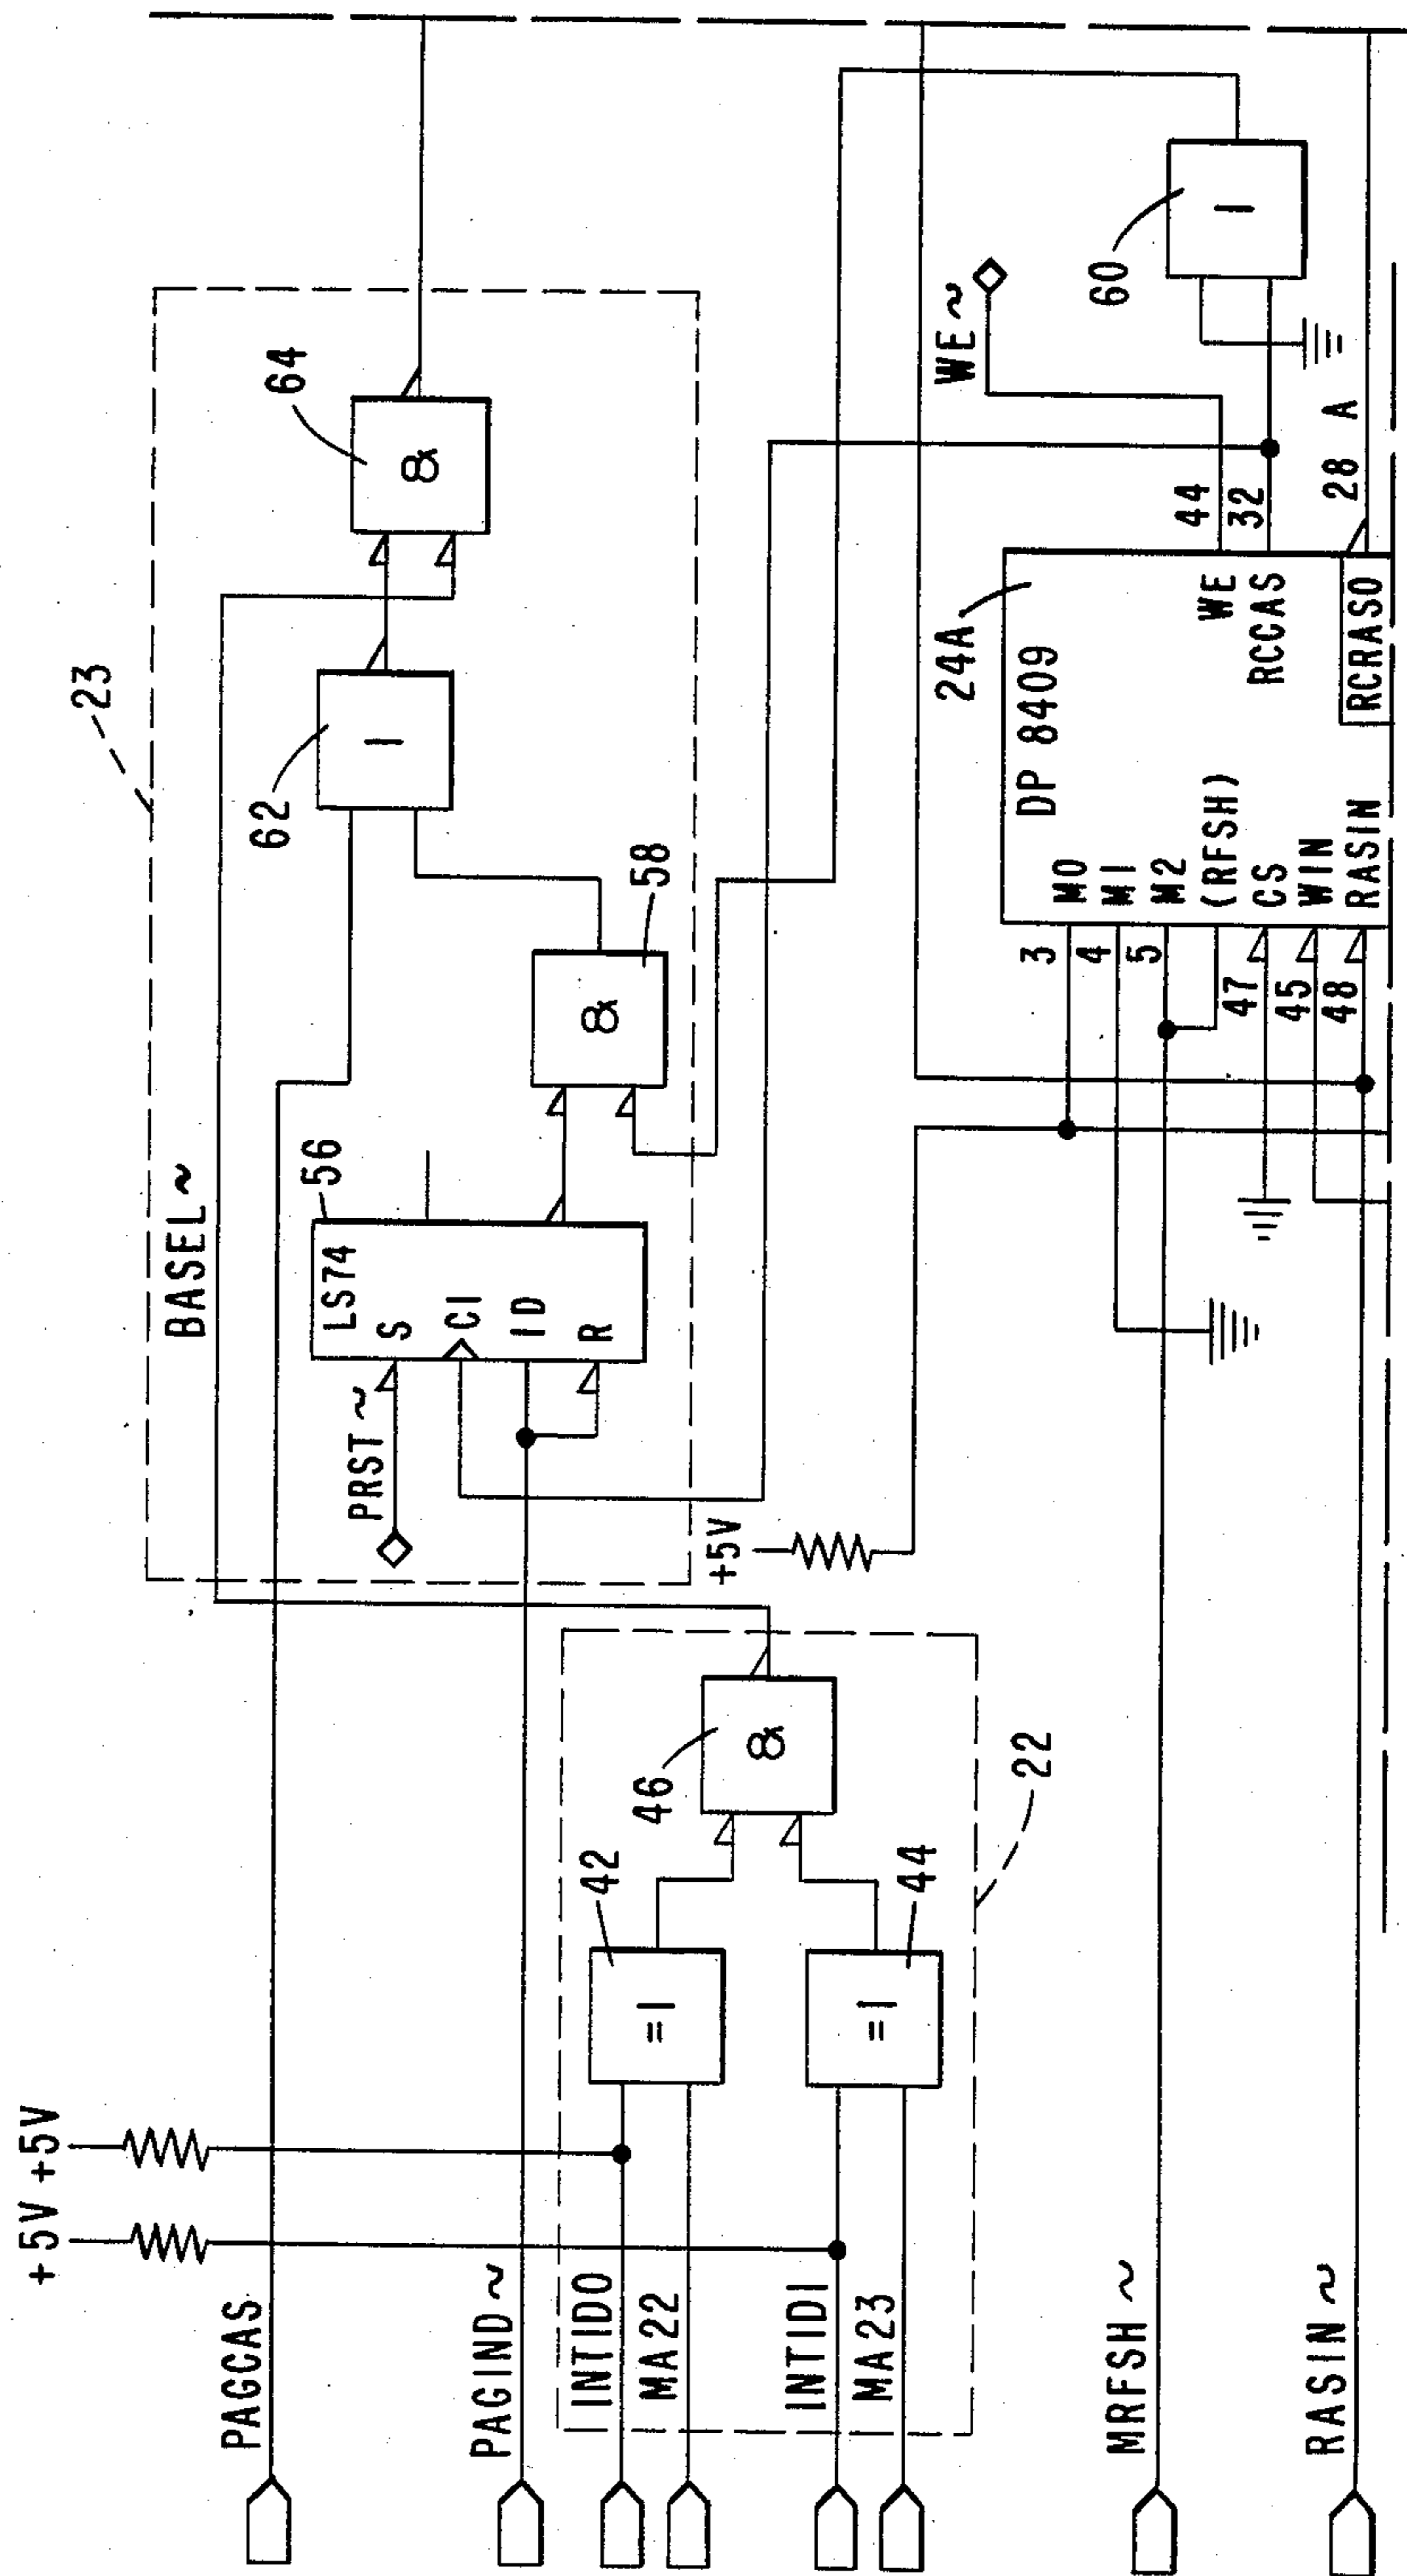 +5V +5V
PAGCAS
PAGIND ~
INTID0
MA22
INTID1
MA23
MRFSH ~
RASIN ~
42
=1
44
=1
46
&
22
BASEL ~
23
PRST ~
LS74
56
S
C1
1D
R
+5V
58
&
62
1
64
&
24A
DP 8409
3
M0
4
M1
5
M2
(RFSH)
47
CS
45
WIN
48
RASIN
WE
44
RCCAS
32
RCRAS0
28 A
WE ~
60
1